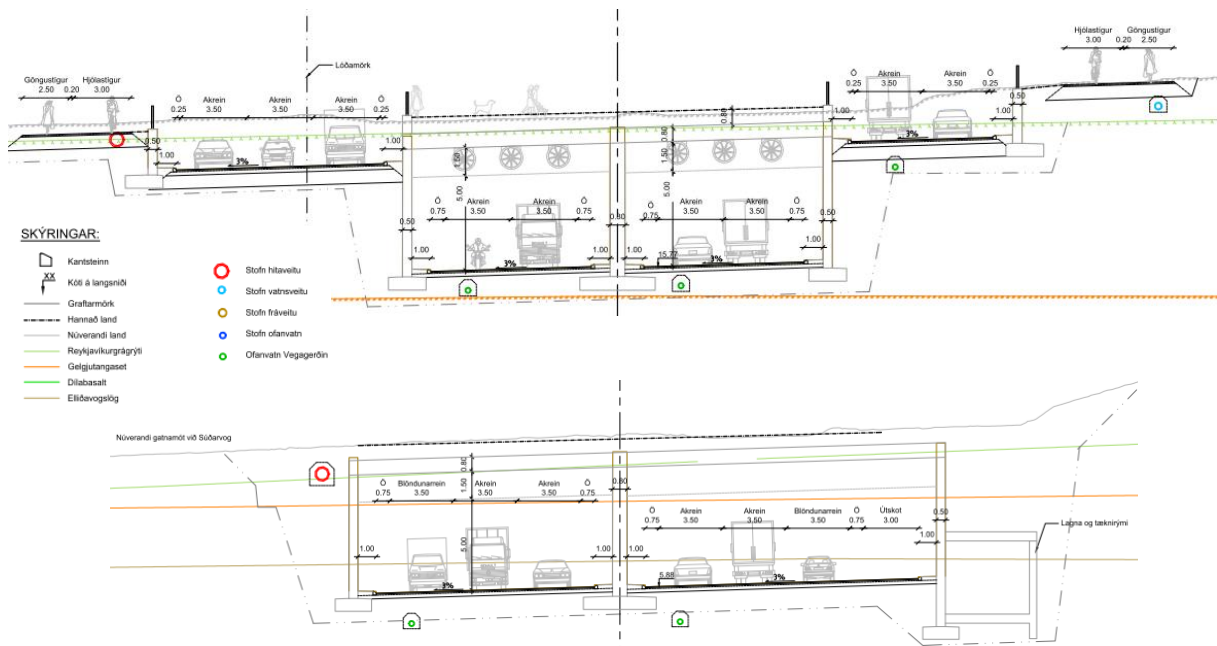 Hjólastígur Göngustígur
3.00 0.20 2.50
Lóðamörk
Göngustígur Hjólastígur
2.50 0.20 3.00
Ö Akrein Akrein Akrein Ö
0.25 3.50 3.50 3.50 0.25
Ö Akrein Akrein Ö
0.25 3.50 3.50 0.25
0.50
1.00
3%
1.00
0.80
0.80
1.50
5.00
1.50
5.00
1.00
3%
1.00
0.50
Ö Akrein Akrein Ö
0.75 3.50 3.50 0.75
0.80
Ö Akrein Akrein Ö
0.75 3.50 3.50 0.75
0.50
0.50
1.00
3%
1.00
1.00
15.77
3%
1.00
SKÝRINGAR:
Kantsteinn
XX
Kóti á langsniði
Graftarmörk
Hannað land
Núverandi land
Reykjavíkurgrágrýti
Gelgjutangaset
Dílabasalt
Elliðavogslög
Stofn hitaveitu
Stofn vatnsveitu
Stofn fráveitu
Stofn ofanvatn
Ofanvatn Vegagerðin
Núverandi gatnamót við Súðarvog
0.80
1.50
5.00
Ö Blöndunarrein Akrein Akrein Ö
0.75 3.50 3.50 3.50 0.75
0.80
Ö Akrein Akrein Blöndunarrein Ö Útskot
0.75 3.50 3.50 3.50 0.75 3.00
0.50
Lagna og tæknirými
1.00
3%
1.00
1.00
5.88
3%
1.00